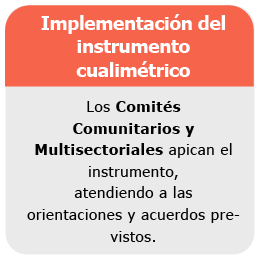 Implementación del
instrumento
cualimétrico
Los Comités
Comunitarios y
Multisectoriales apican el
instrumento,
atendiendo a las
orientaciones y acuerdos pre-
vistos.